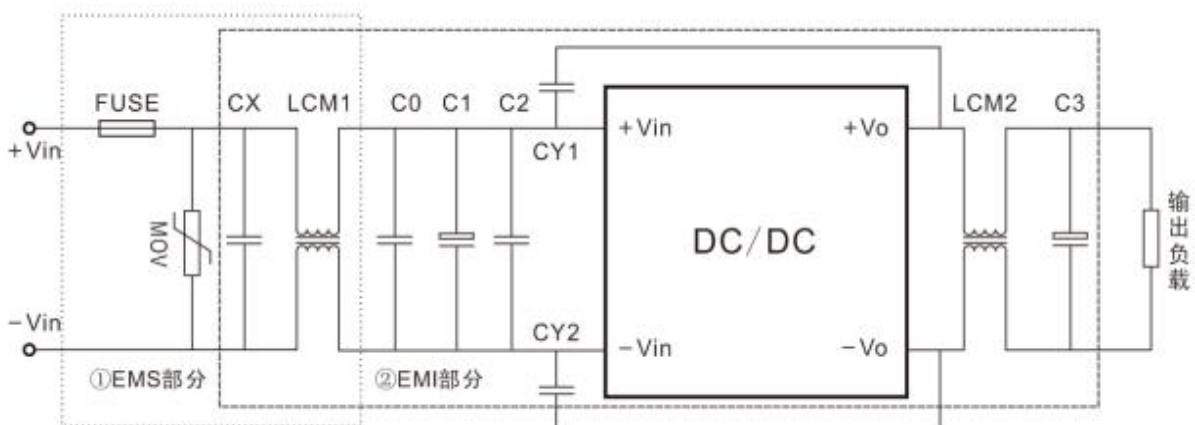 FUSE
CX
LCM1
C0
C1
C2
CY1
+Vin
+Vo
LCM2
C3
+Vin
MOV
DC/DC
输出负载
-Vin
CY2
-Vin
-Vo
①EMS部分
②EMI部分